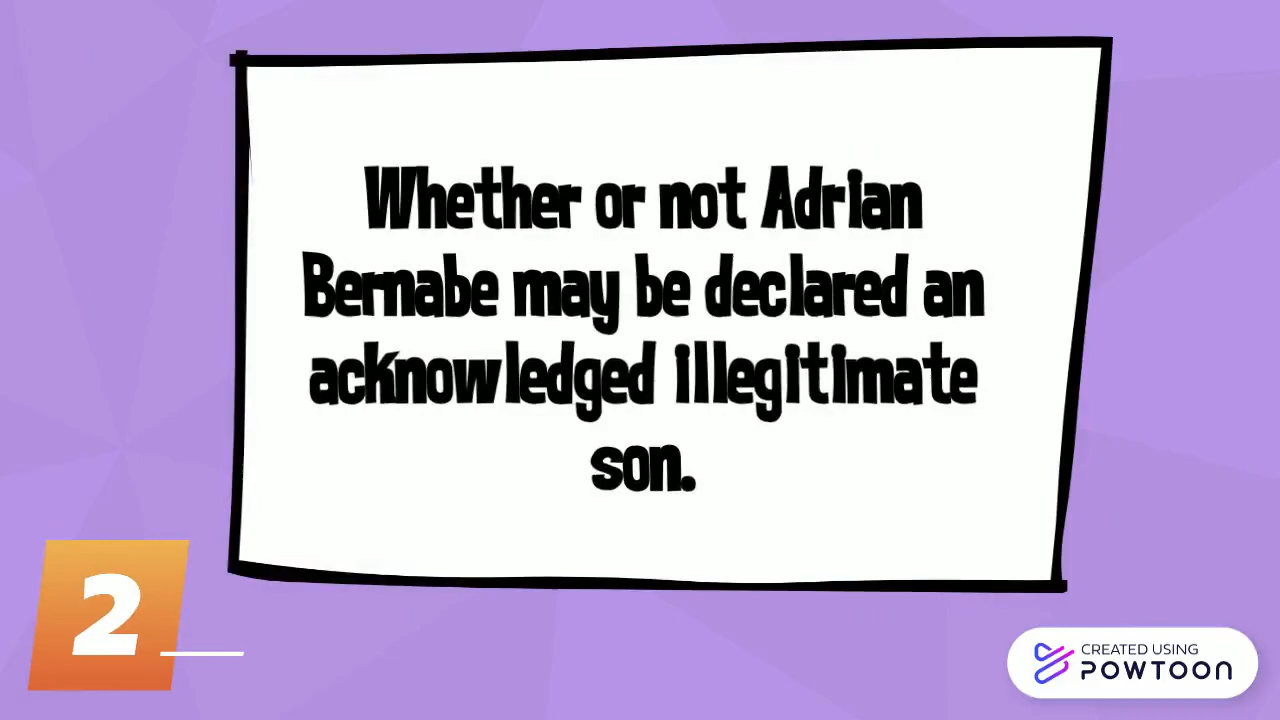 Whether or not Adrian
Bernabe may be declared an
acknowledged illegitimate
son.
2
CREATED USING
POWTOON